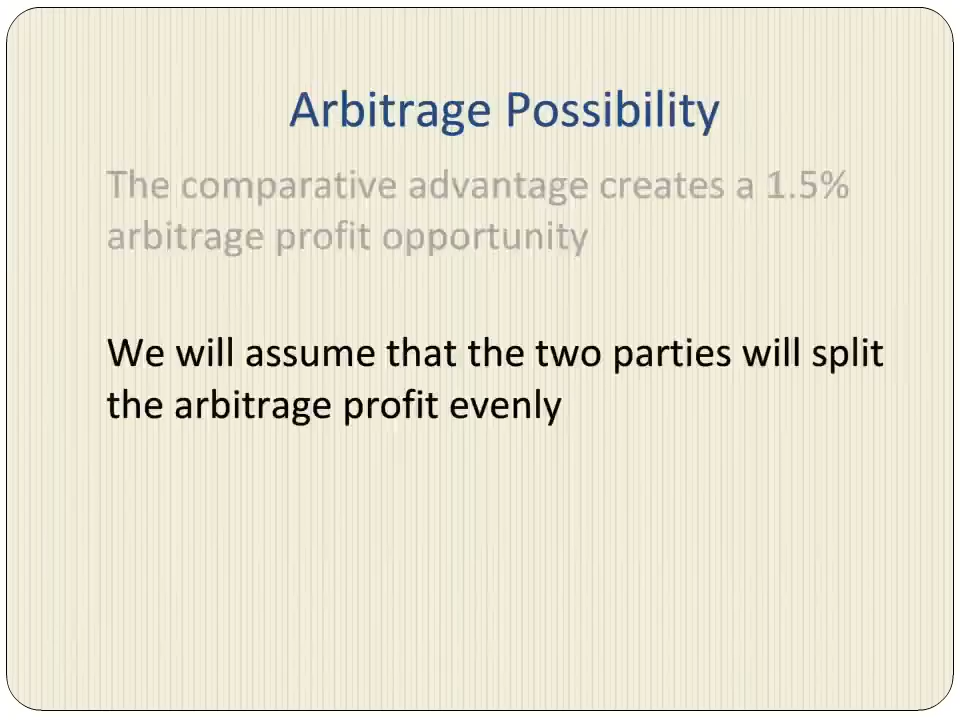 Arbitrage Possibility
The comparative advantage creates a 1.5%
arbitrage profit opportunity
We will assume that the two parties will split
the arbitrage profit evenly